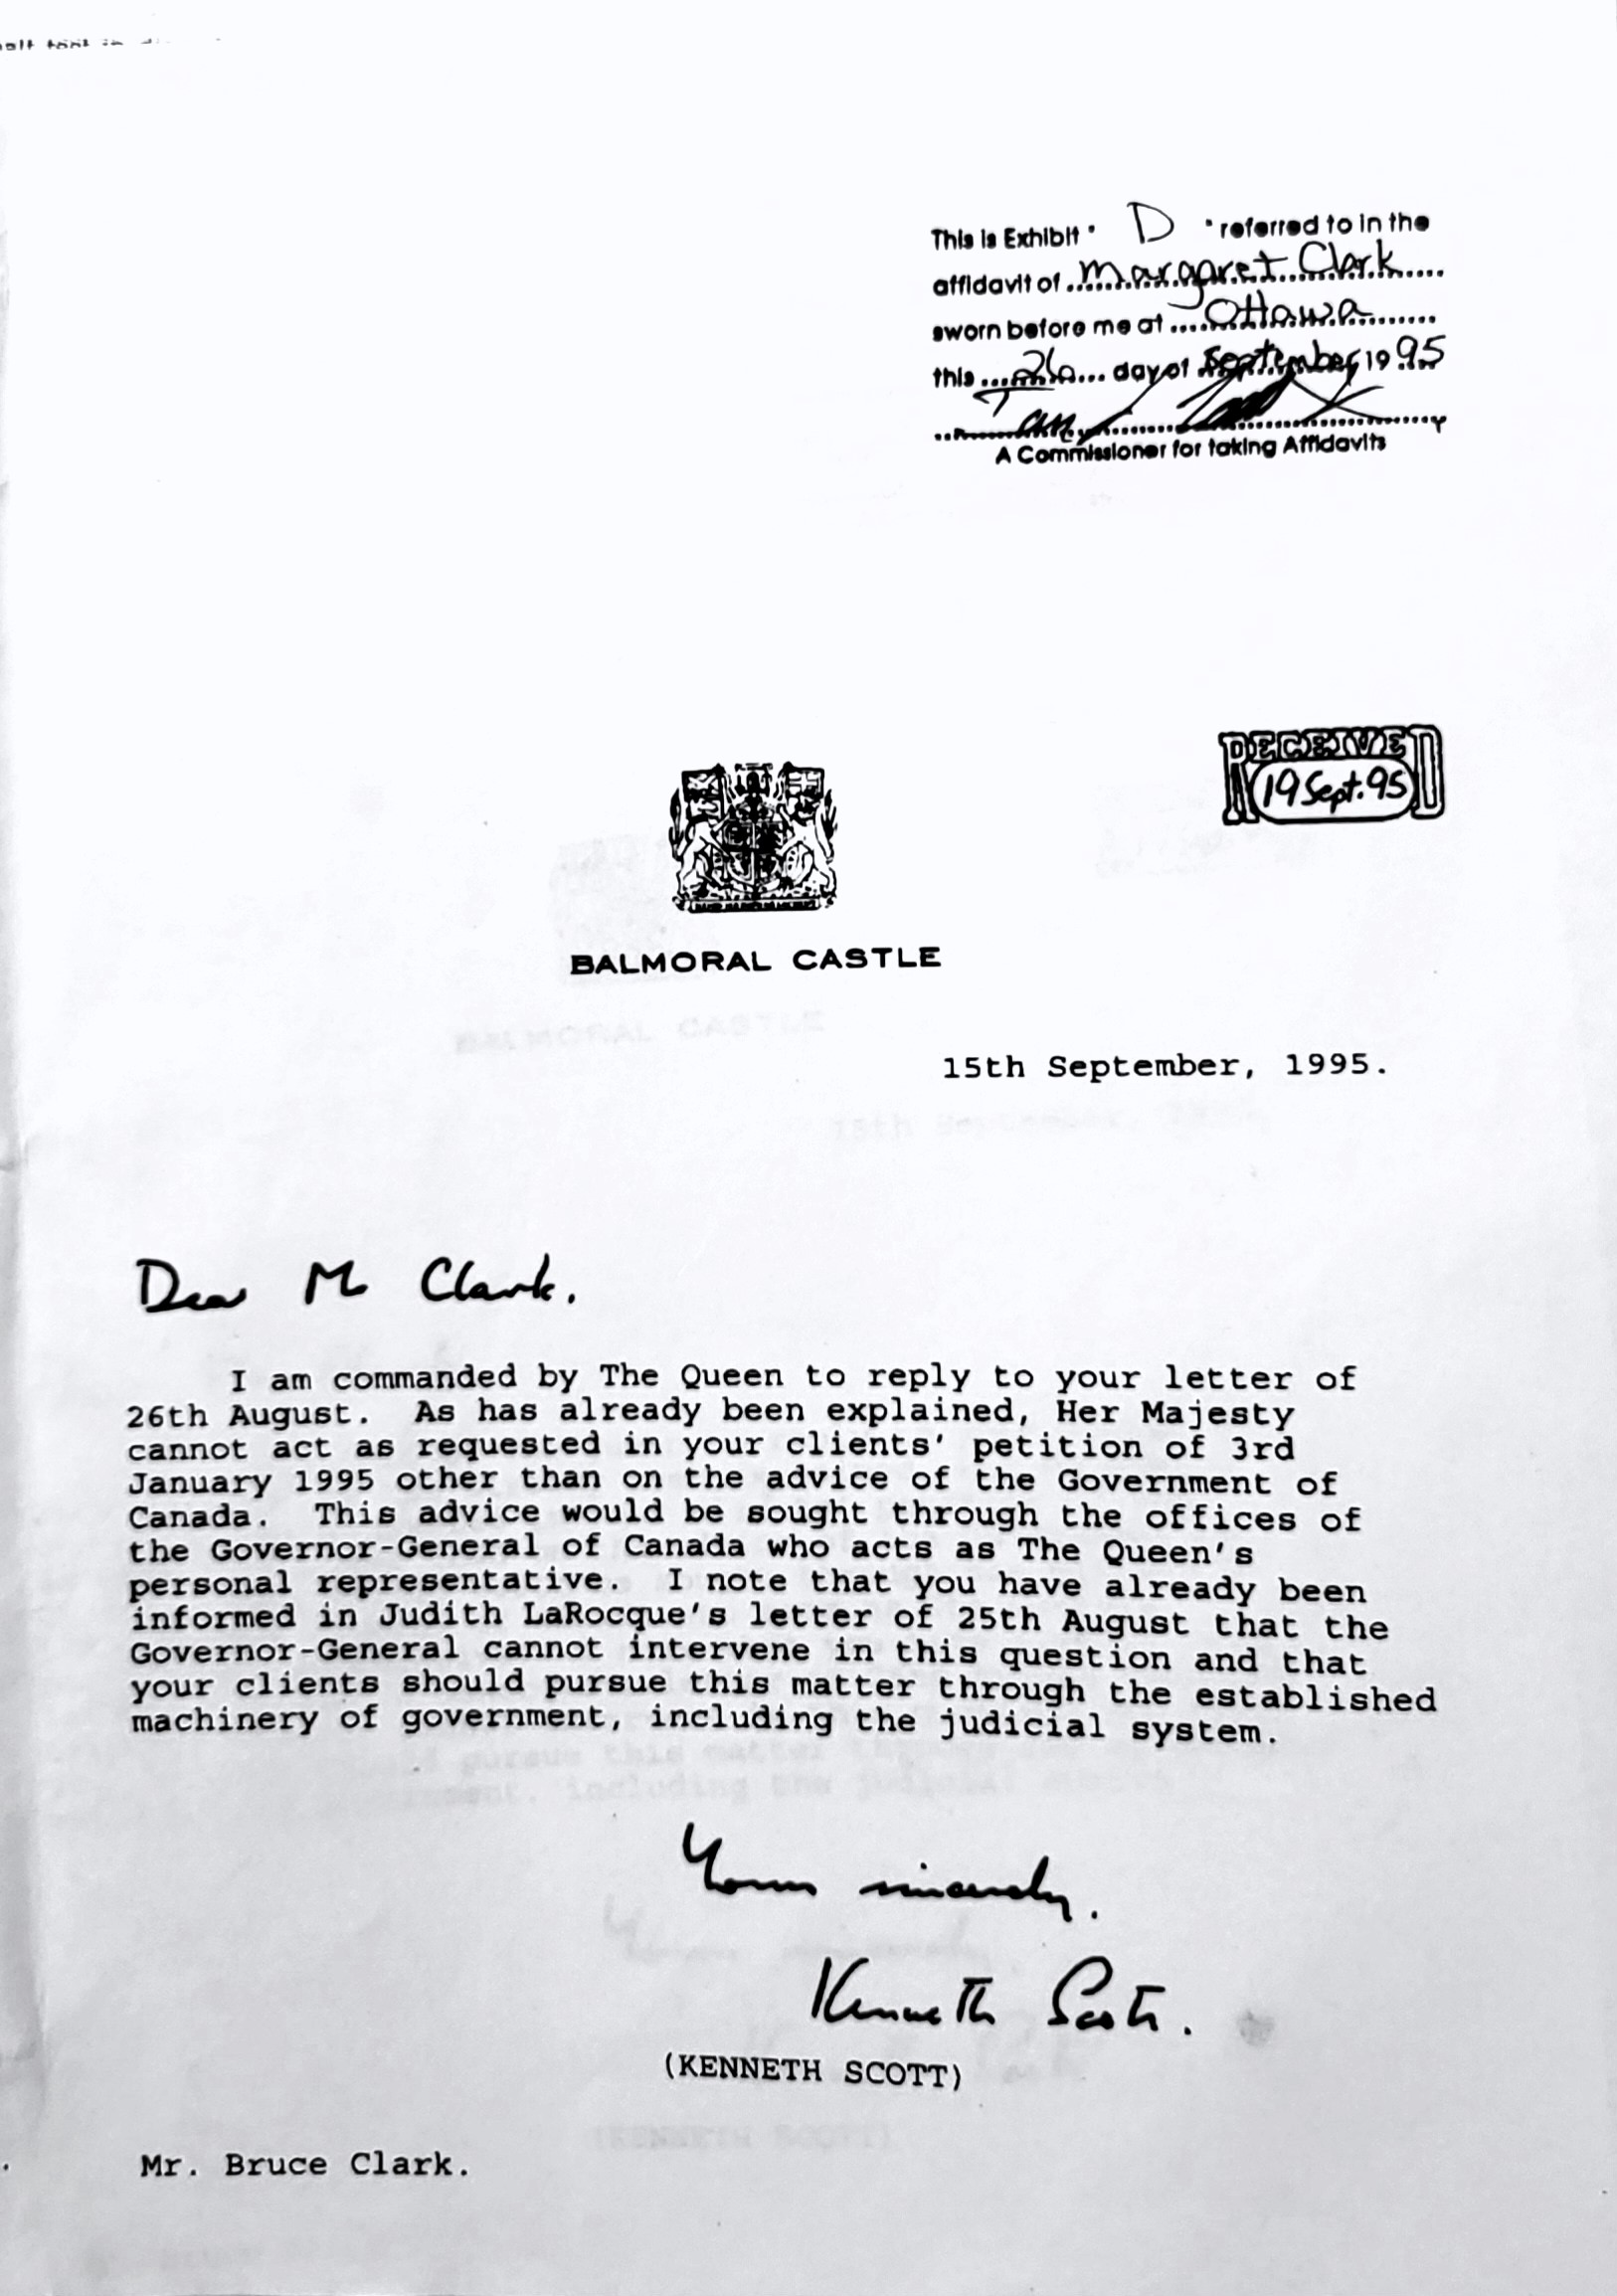 This is Exhibit " D " referred to in the
affidavit of Margaret Clark
sworn before me at Ottawa
this 26 day of September 1995
A Commissioner for taking Affidavits
RECEIVED
19 Sept. 95
BALMORAL CASTLE
15th September, 1995.
Dear Mr Clark.
I am commanded by The Queen to reply to your letter of
26th August. As has already been explained, Her Majesty
cannot act as requested in your clients' petition of 3rd
January 1995 other than on the advice of the Government of
Canada. This advice would be sought through the offices of
the Governor-General of Canada who acts as The Queen's
personal representative. I note that you have already been
informed in Judith LaRocque's letter of 25th August that the
Governor-General cannot intervene in this question and that
your clients should pursue this matter through the established
machinery of government, including the judicial system.
Yours sincerely.
Kenneth Scott.
(KENNETH SCOTT)
Mr. Bruce Clark.